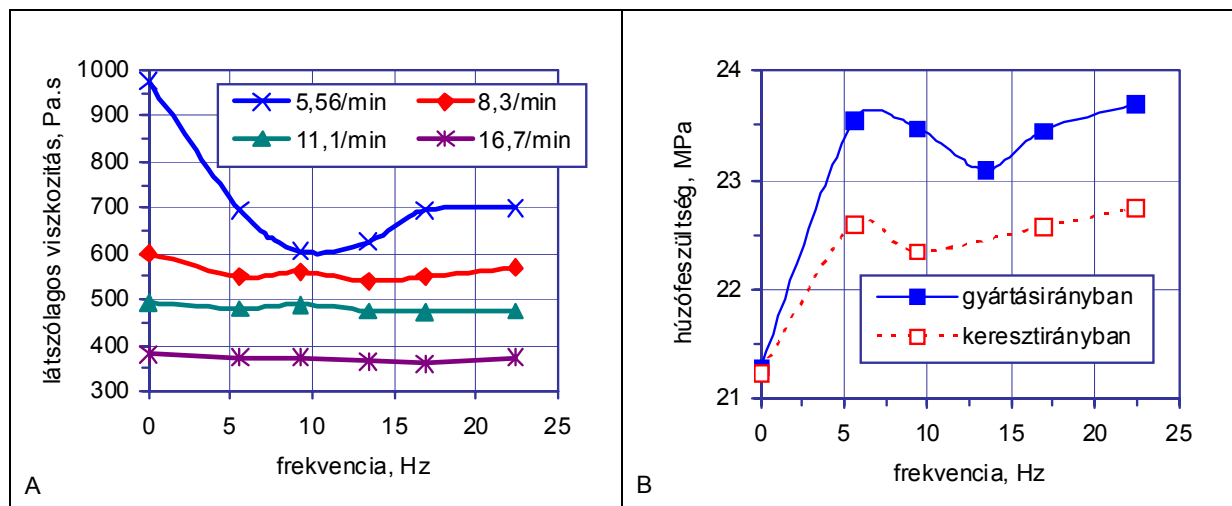 1000
900
800
700
600
500
400
300
látszólagos viszkozitás, Pa.s
5,56/min
8,3/min
11,1/min
16,7/min
0 5 10 15 20 25
frekvencia, Hz
A
24
23
22
21
húzófeszültség, MPa
gyártásirányban
keresztirányban
0 5 10 15 20 25
frekvencia, Hz
B